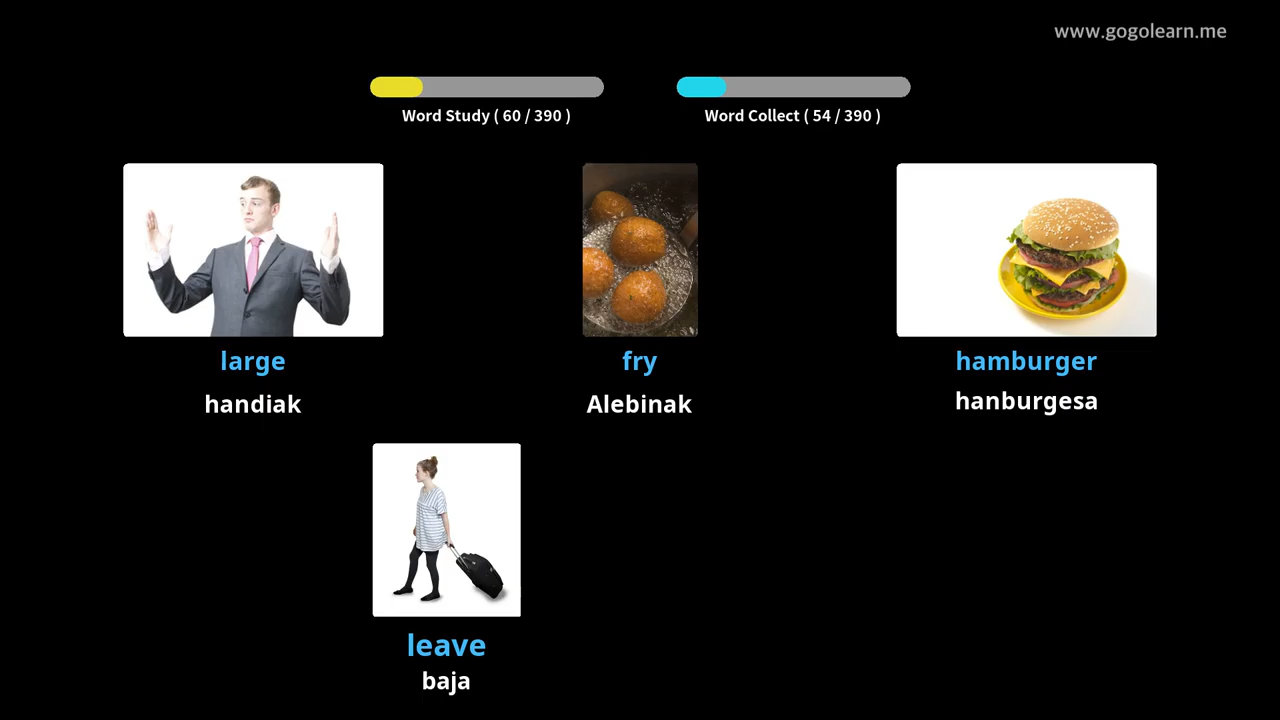 www.gogolearn.me
Word Study ( 60 / 390 )
Word Collect ( 54 / 390 )
large
handiak
fry
Alebinak
hamburger
hanburgesa
leave
baja